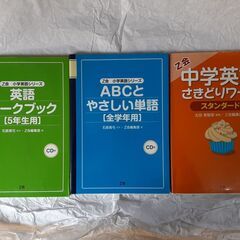 Z会 小学英語シリーズ
英語
ークブック
[5年生用]
CD付
Z会
Z会 小学英語シリーズ
ABCと
やさしい単語
[全学年用]
CD付
Z会
Z会
中学英
さきどりワー
スタンダード